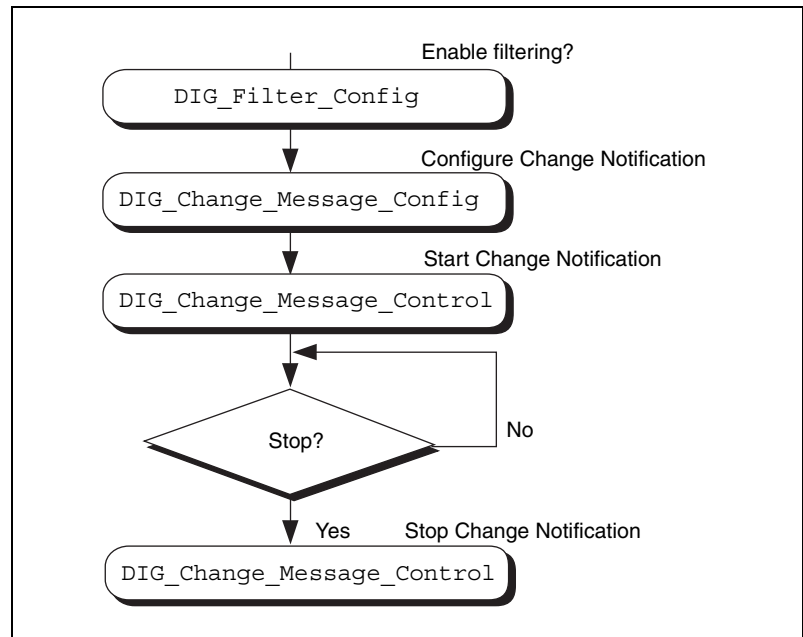 Enable filtering?
DIG_Filter_Config
Configure Change Notification
DIG_Change_Message_Config
Start Change Notification
DIG_Change_Message_Control
Stop?
No
Yes
Stop Change Notification
DIG_Change_Message_Control